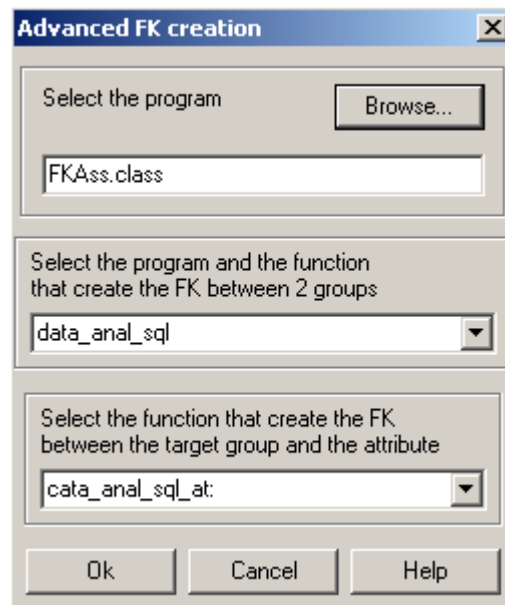 Advanced FK creation
Select the program
Browse...
FKAss.class
Select the program and the function
that create the FK between 2 groups
data_anal_sql
Select the function that create the FK
between the target group and the attribute
cata_anal_sql_at:
Ok
Cancel
Help